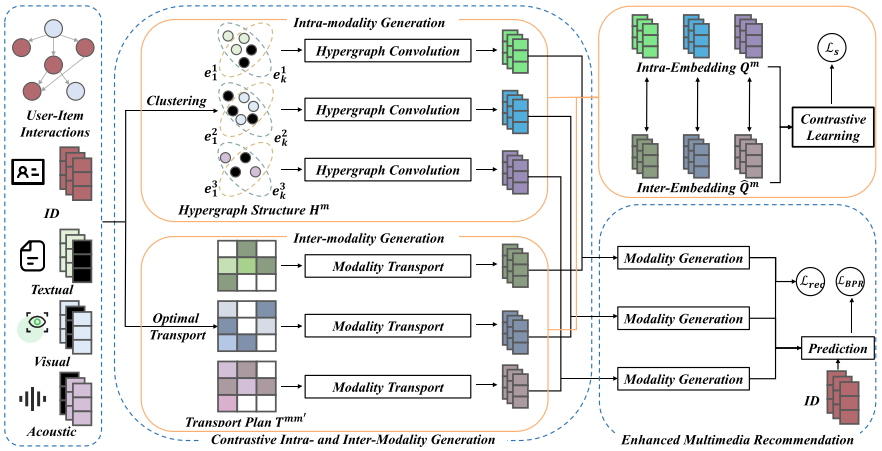 User-Item
Interactions
ID
Textual
Visual
Acoustic
Intra-modality Generation
Clustering
e_1^1
e_k^1
Hypergraph Convolution
e_1^2
e_k^2
Hypergraph Convolution
e_1^3
e_k^3
Hypergraph Convolution
Hypergraph Structure H^m
Inter-modality Generation
Optimal
Transport
Modality Transport
Modality Transport
Modality Transport
Transport Plan T^{mm'}
Contrastive Intra- and Inter-Modality Generation
Intra-Embedding Q^m
Inter-Embedding \hat{Q}^m
ℒ_s
Contrastive
Learning
Modality Generation
Modality Generation
Modality Generation
ℒ_rec
ℒ_BPR
Prediction
ID
Enhanced Multimedia Recommendation